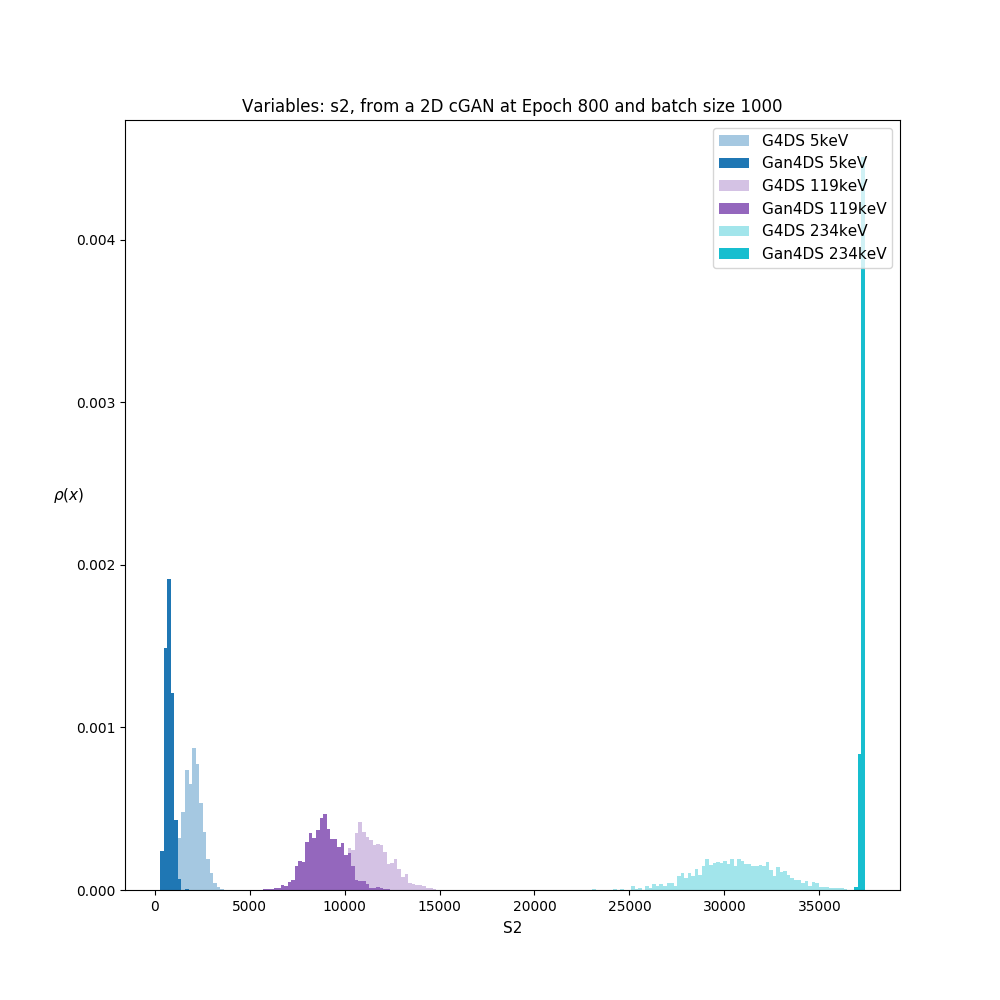 Variables: s2, from a 2D cGAN at Epoch 800 and batch size 1000
G4DS 5keV
Gan4DS 5keV
G4DS 119keV
Gan4DS 119keV
G4DS 234keV
Gan4DS 234keV
0.004
0.003
ρ(x)
0.002
0.001
0.000
0 5000 10000 15000 20000 25000 30000 35000
S2